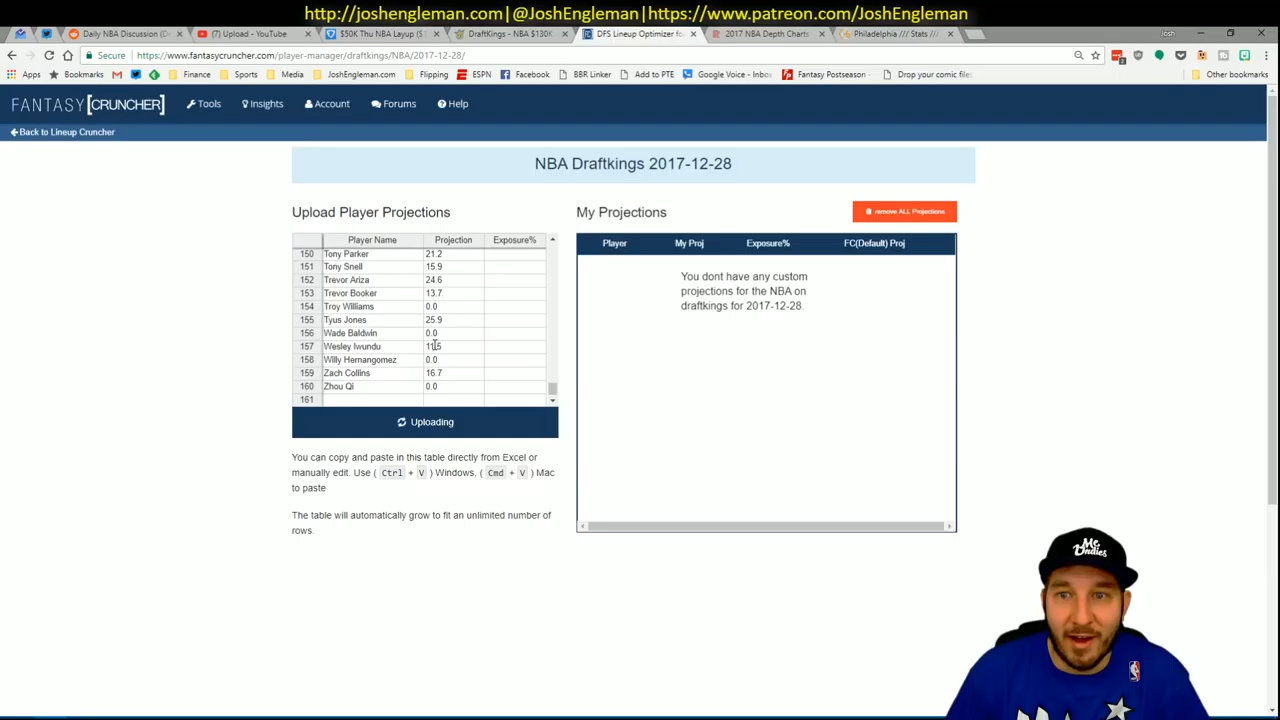 http://joshengleman.com|@JoshEngleman|https://www.patreon.com/JoshEngleman
Daily NBA Discussion (D
Upload - YouTube
$50K Thu NBA Layup ($
DraftKings - NBA $130K
DFS Lineup Optimizer fo
2017 NBA Depth Charts
Philadelphia /// Stats /
Josh
Secure
https://www.fantasycruncher.com/player-manager/draftkings/NBA/2017-12-28/
Apps
Bookmarks
Finance
Sports
Media
JoshEngleman.com
Flipping
ESPN
Facebook
BBR Linker
Add to PTE
Google Voice - Inbo
Fantasy Postseason
Drop your comic files
Other bookmarks
FANTASY[CRUNCHER]
Tools
Insights
Account
Forums
Help
Back to Lineup Cruncher
NBA Draftkings 2017-12-28
Upload Player Projections
Player Name Projection Exposure%
150 Tony Parker 21.2
151 Tony Snell 15.9
152 Trevor Ariza 24.6
153 Trevor Booker 13.7
154 Troy Williams 0.0
155 Tyus Jones 25.9
156 Wade Baldwin 0.0
157 Wesley Iwundu
158 Willy Hernangomez 0.0
159 Zach Collins 16.7
160 Zhou Qi 0.0
161
Uploading
You can copy and paste in this table directly from Excel or
manually edit. Use ( Ctrl + V ) Windows, ( Cmd + V ) Mac
to paste
The table will automatically grow to fit an unlimited number of
rows.
My Projections
remove ALL Projections
Player My Proj Exposure% FC(Default) Proj
You dont have any custom
projections for the NBA on
draftkings for 2017-12-28.
Me
Undies